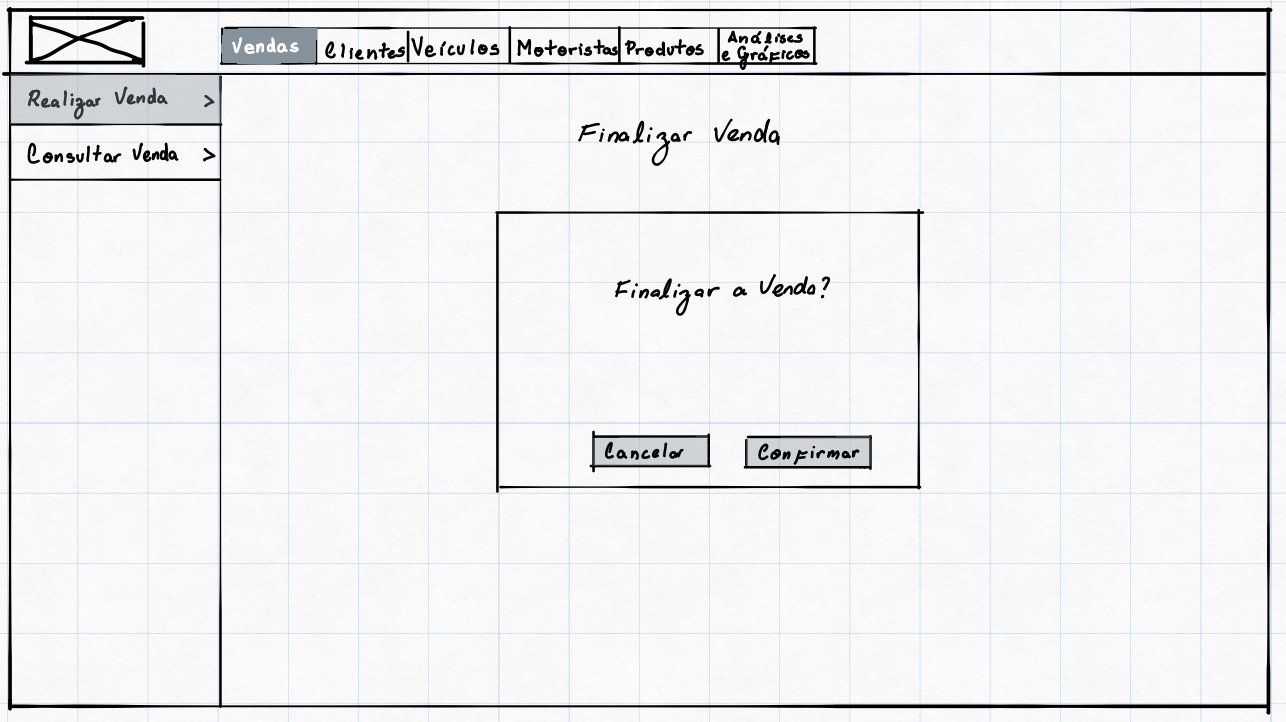 Vendas
Clientes
Veículos
Motoristas
Produtos
Análises
e Gráficos
Realizar Venda >
Consultar Venda >
Finalizar Venda
Finalizar a Venda?
Cancelar
Confirmar